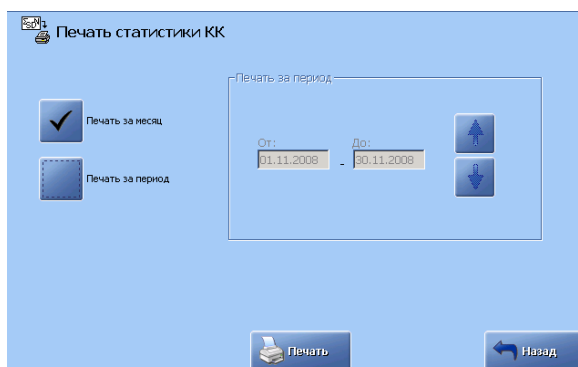 Печать статистики КК
Печать за период
Печать за месяц
От:
До:
01.11.2008 - 30.11.2008
Печать за период
Печать
Назад